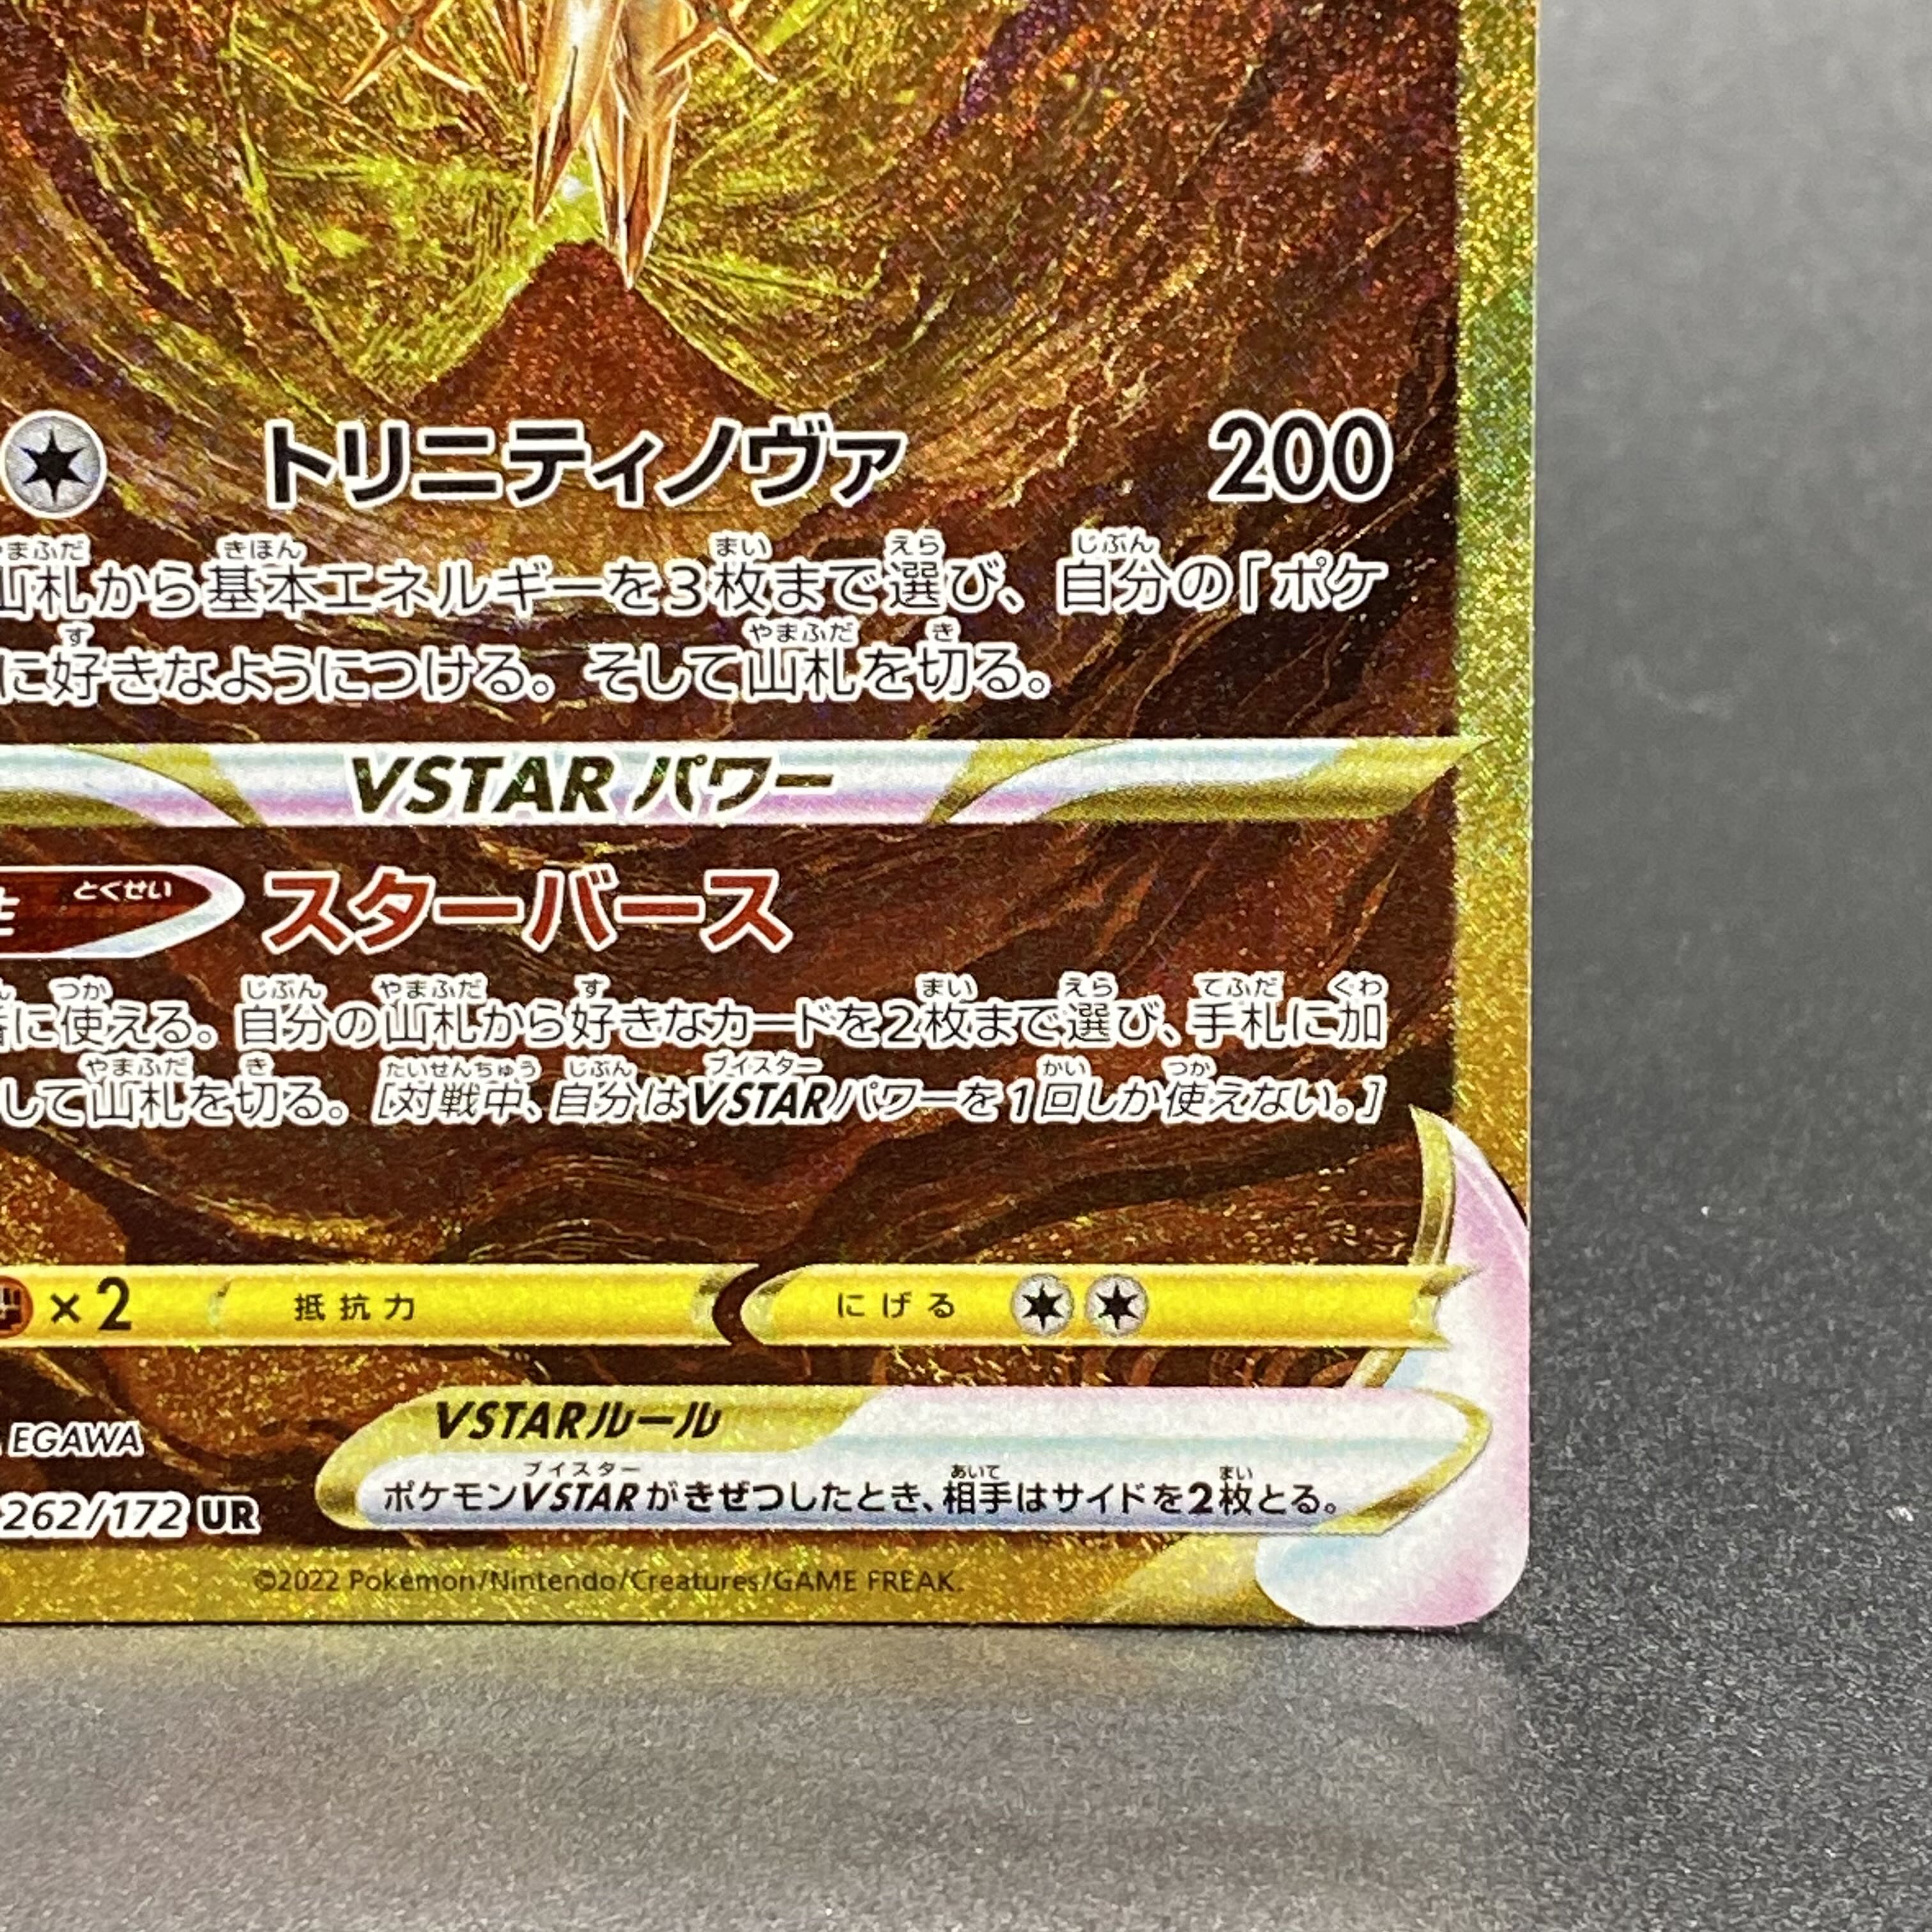 トリニティノヴァ 200
山札から基本エネルギーを3枚まで選び、自分の「ポケ
に好きなようにつける。そして山札を切る。
VSTARパワー
とくせい スターバース
に使える。自分の山札から好きなカードを2枚まで選び、手札に加
して山札を切る。[対戦中、自分はVSTARパワーを1回しか使えない。]
×2 抵抗力 にげる
EGAWA
VSTARルール
ポケモンVSTARがきぜつしたとき、相手はサイドを2枚とる。
262/172 UR
©2022 Pokémon/Nintendo/Creatures/GAME FREAK.